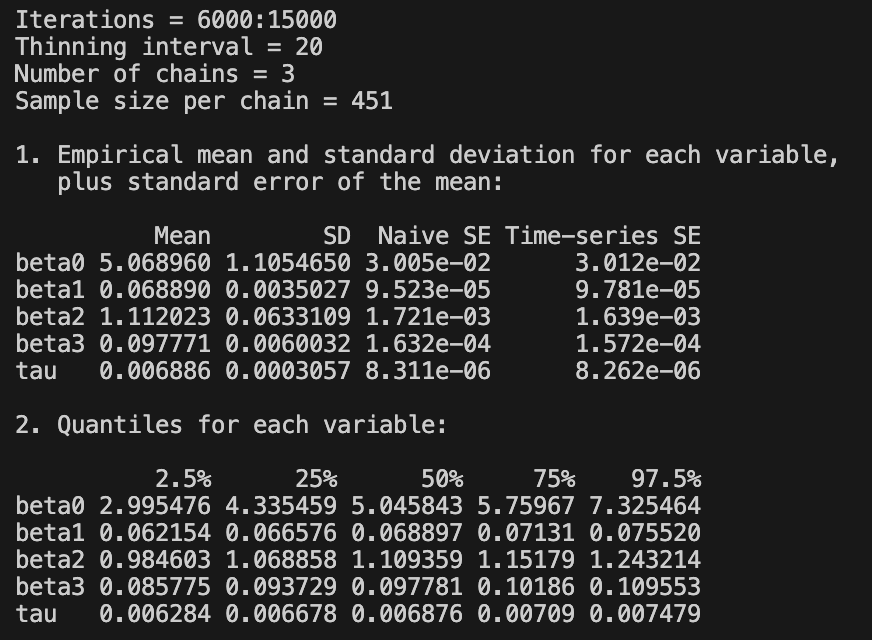 Iterations = 6000:15000
Thinning interval = 20
Number of chains = 3
Sample size per chain = 451

1. Empirical mean and standard deviation for each variable,
   plus standard error of the mean:

          Mean        SD  Naive SE Time-series SE
beta0 5.068960 1.1054650 3.005e-02      3.012e-02
beta1 0.068890 0.0035027 9.523e-05      9.781e-05
beta2 1.112023 0.0633109 1.721e-03      1.639e-03
beta3 0.097771 0.0060032 1.632e-04      1.572e-04
tau   0.006886 0.0003057 8.311e-06      8.262e-06

2. Quantiles for each variable:

          2.5%      25%      50%     75%    97.5%
beta0 2.995476 4.335459 5.045843 5.75967 7.325464
beta1 0.062154 0.066576 0.068897 0.07131 0.075520
beta2 0.984603 1.068858 1.109359 1.15179 1.243214
beta3 0.085775 0.093729 0.097781 0.10186 0.109553
tau   0.006284 0.006678 0.006876 0.00709 0.007479